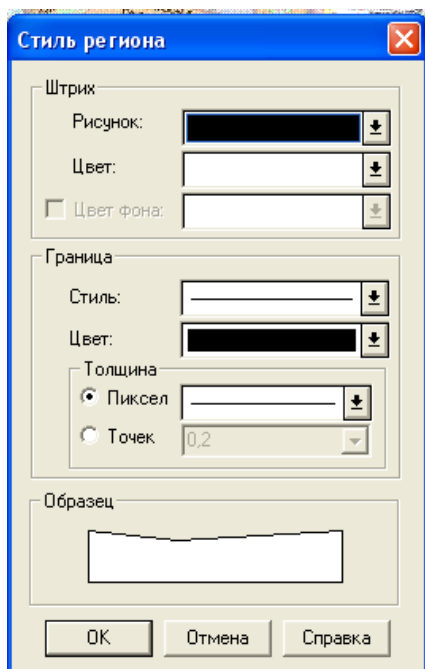 Стиль региона
Штрих
Рисунок:
Цвет:
Цвет фона:
Граница
Стиль:
Цвет:
Толщина
Пиксел
Точек 0,2
Образец
OK Отмена Справка